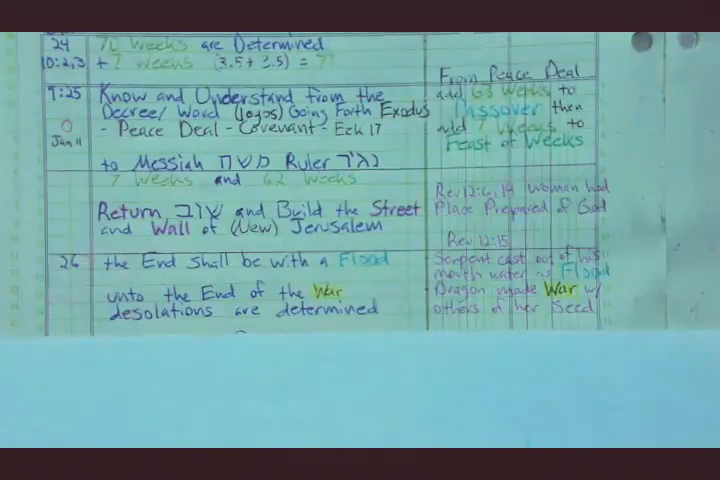 24 70 Weeks are Determined
10:2,3 + 7 weeks (3.5 + 3.5) = 77
From Peace Deal
add 63 weeks to
Passover then
add 7 weeks to
Feast of Weeks
9:25 Know and Understand from the
Decree/Word (logos) Going Forth Exodus
- Peace Deal - Covenant - Ezk 17
Jan 11
to Messiah משיח Ruler נגיד
7 weeks and 62 weeks
Return שוב and Build the Street
and Wall of (New) Jerusalem
Rev 12:6, 14 Woman had
Place Prepared of God
Rev 12:15
26 the End shall be with a Flood
unto the End of the War
desolations are determined
Serpent cast out of his
mouth water as Flood
Dragon made War w/
others of her Seed